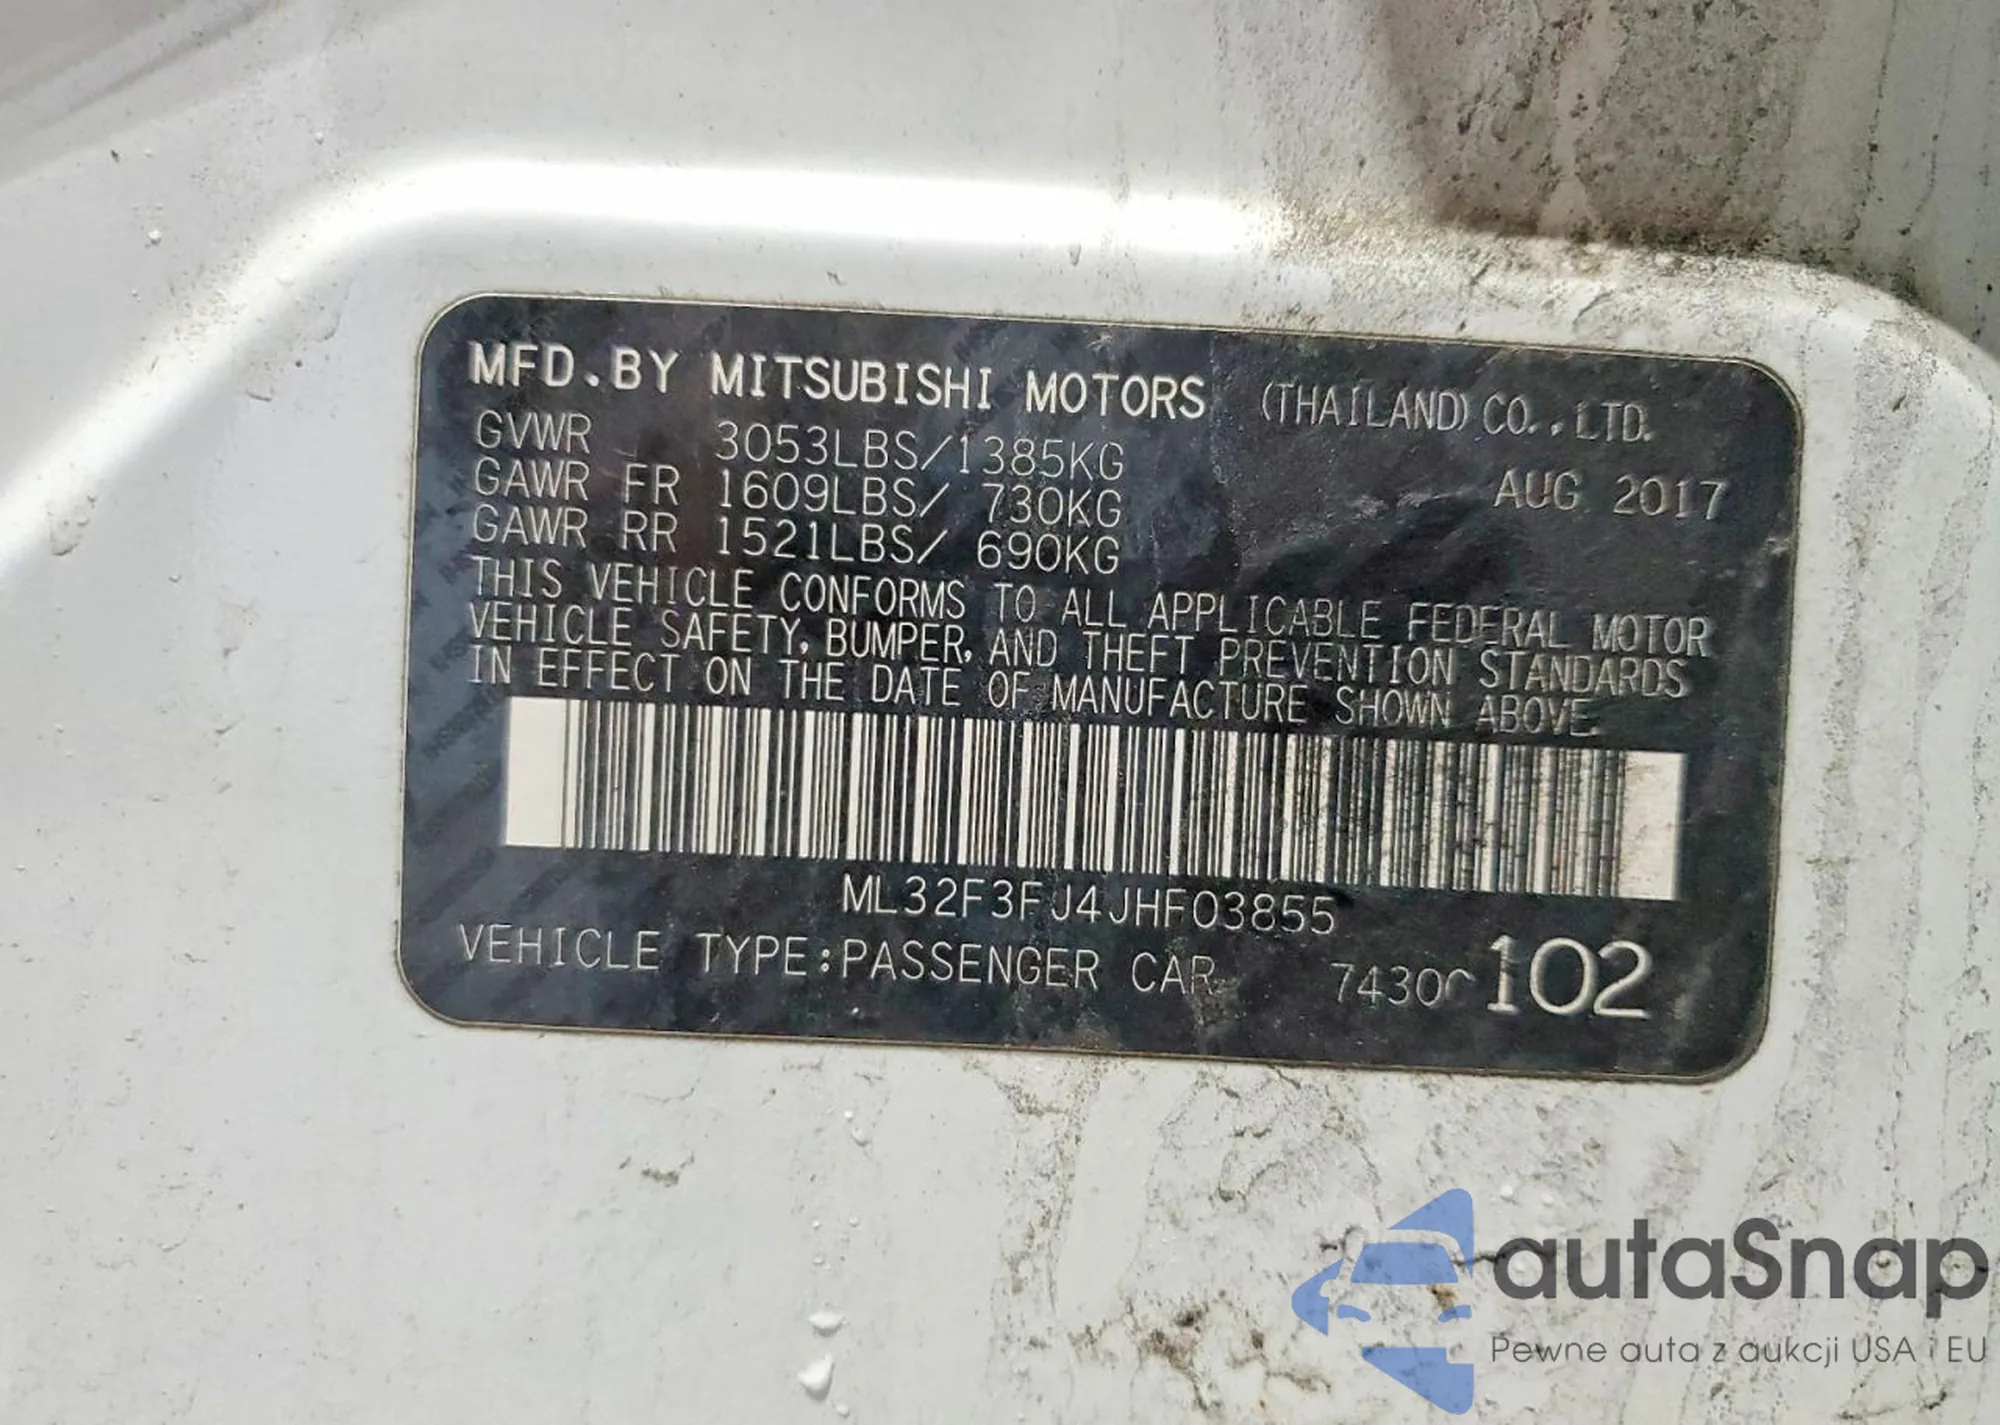 MFD.BY MITSUBISHI MOTORS (THAILAND) CO.,LTD.
GVWR 3053LBS/1385KG
GAWR FR 1609LBS/ 730KG AUG 2017
GAWR RR 1521LBS/ 690KG
THIS VEHICLE CONFORMS TO ALL APPLICABLE FEDERAL MOTOR
VEHICLE SAFETY, BUMPER, AND THEFT PREVENTION STANDARDS
IN EFFECT ON THE DATE OF MANUFACTURE SHOWN ABOVE.
ML32F3FJ4JHF03855
VEHICLE TYPE:PASSENGER CAR 102
autaSnap
Pewne auta z aukcji USA i EU